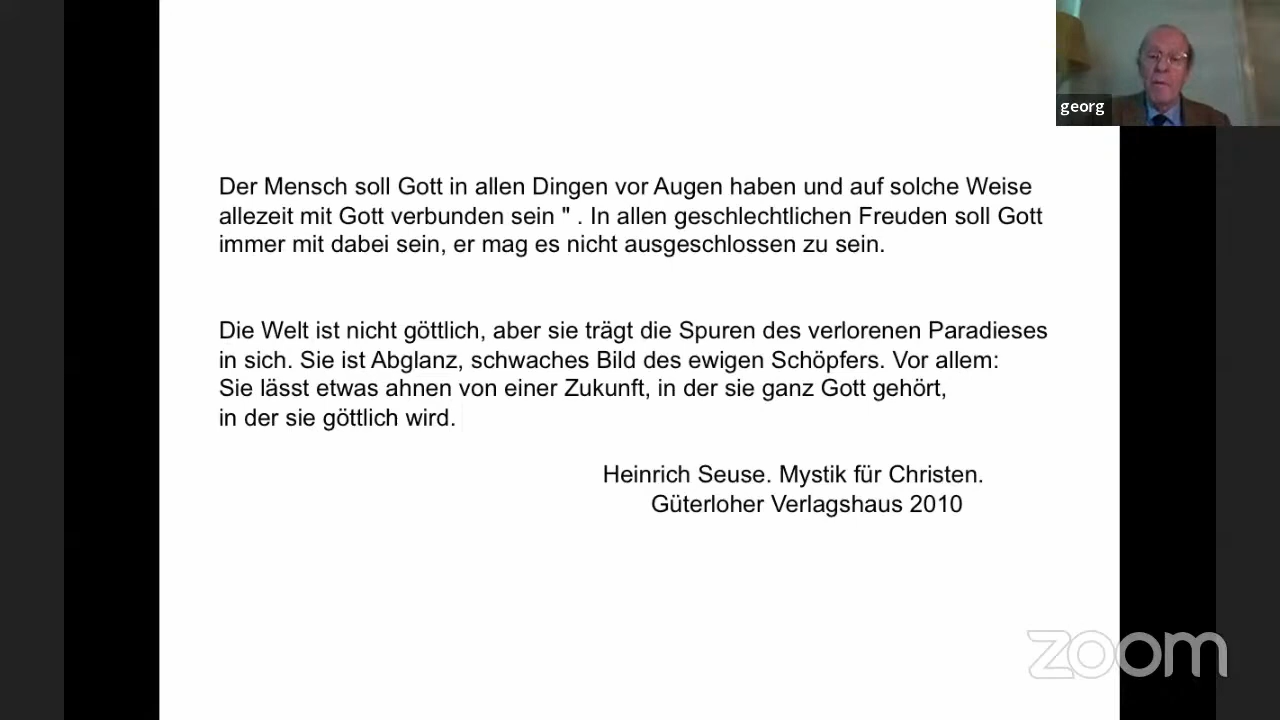 georg
Der Mensch soll Gott in allen Dingen vor Augen haben und auf solche Weise
allezeit mit Gott verbunden sein " . In allen geschlechtlichen Freuden soll Gott
immer mit dabei sein, er mag es nicht ausgeschlossen zu sein.
Die Welt ist nicht göttlich, aber sie trägt die Spuren des verlorenen Paradieses
in sich. Sie ist Abglanz, schwaches Bild des ewigen Schöpfers. Vor allem:
Sie lässt etwas ahnen von einer Zukunft, in der sie ganz Gott gehört,
in der sie göttlich wird.
Heinrich Seuse. Mystik für Christen.
Güterloher Verlagshaus 2010
zoom